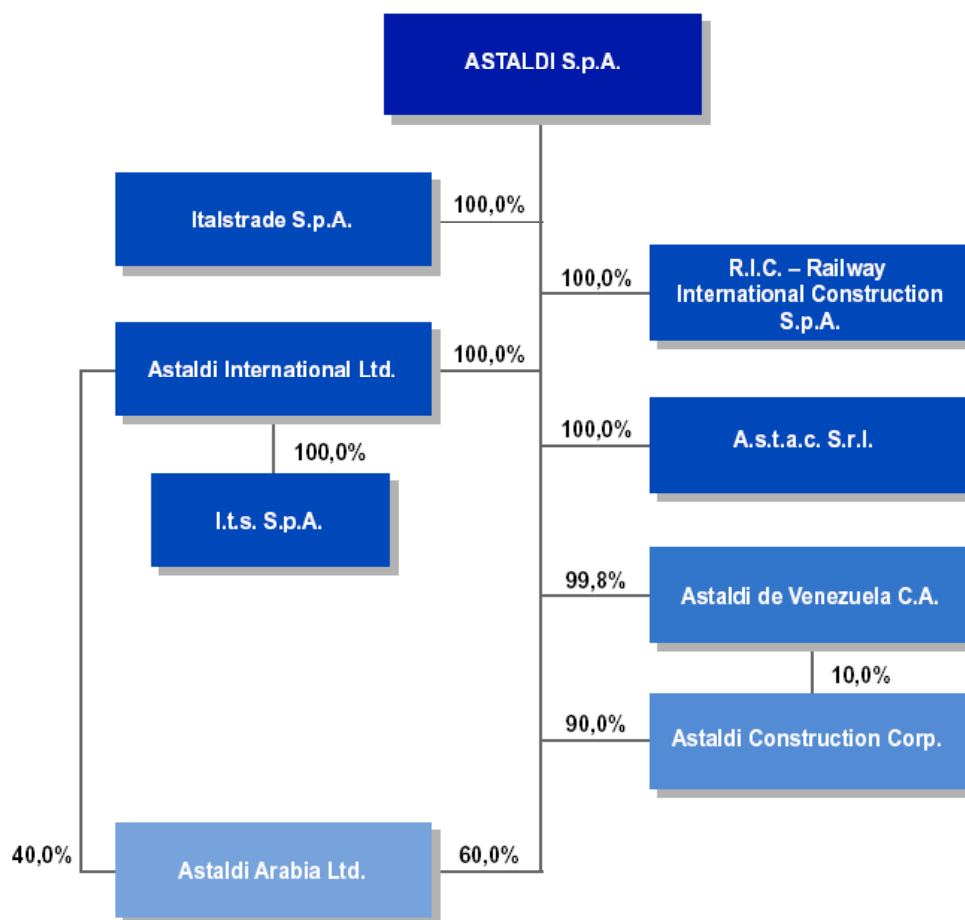 ASTALDI S.p.A.
Italstrade S.p.A.
100,0%
100,0%
R.I.C. – Railway
International Construction
S.p.A.
Astaldi International Ltd.
100,0%
100,0%
I.t.s. S.p.A.
100,0%
A.s.t.a.c. S.r.l.
99,8%
Astaldi de Venezuela C.A.
10,0%
90,0%
Astaldi Construction Corp.
40,0%
Astaldi Arabia Ltd.
60,0%